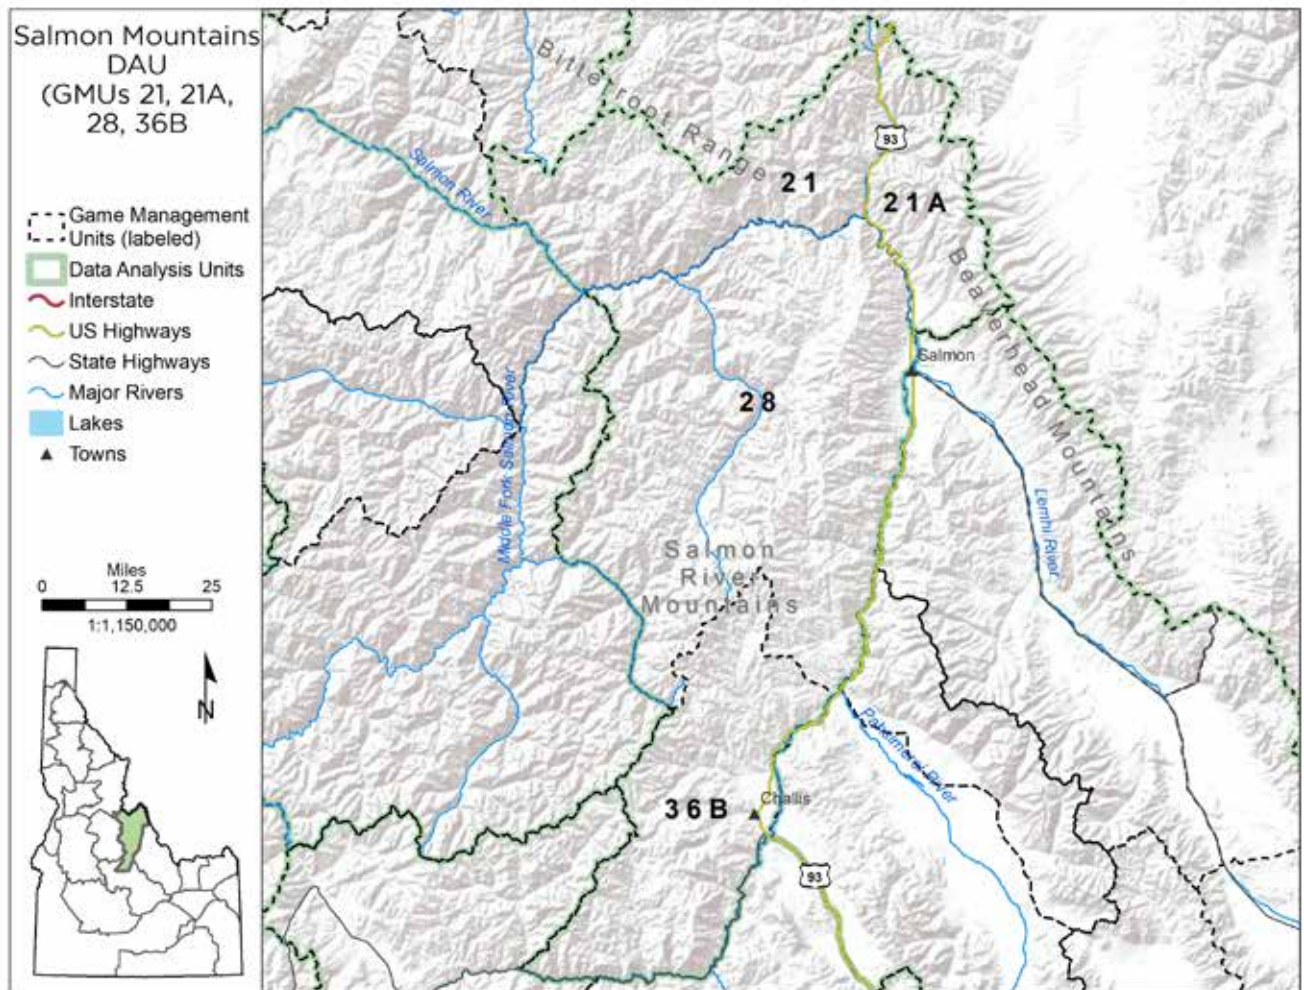 Salmon Mountains
DAU
(GMUs 21, 21A,
28, 36B
Game Management
Units (labeled)
Data Analysis Units
Interstate
US Highways
State Highways
Major Rivers
Lakes
Towns
Miles
0 12.5 25
1:1,150,000
N
Bitterroot Range
93
21
21A
Salmon River
Beaverhead Mountains
Salmon
28
Middle Fork Salmon River
Lemhi River
Salmon
River
Mountains
Pahsimeroi River
36B
Challis
93